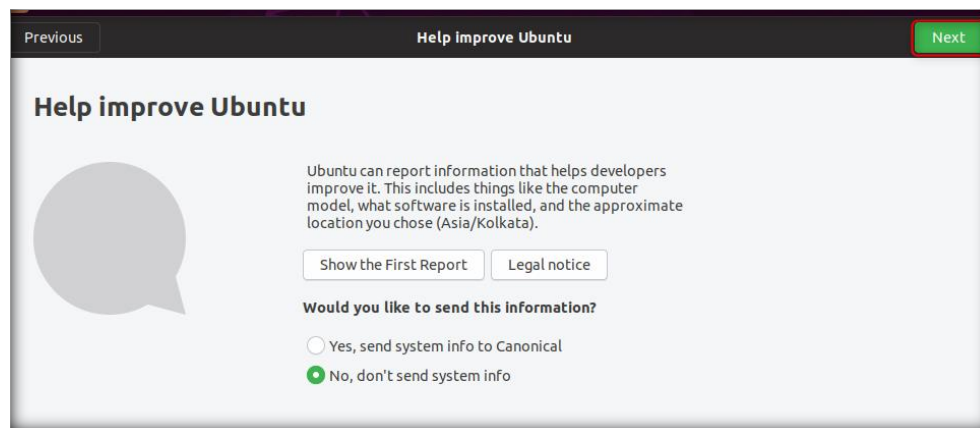 Previous
Help improve Ubuntu
Next
Help improve Ubuntu
Ubuntu can report information that helps developers
improve it. This includes things like the computer
model, what software is installed, and the approximate
location you chose (Asia/Kolkata).
Show the First Report
Legal notice
Would you like to send this information?
Yes, send system info to Canonical
No, don't send system info